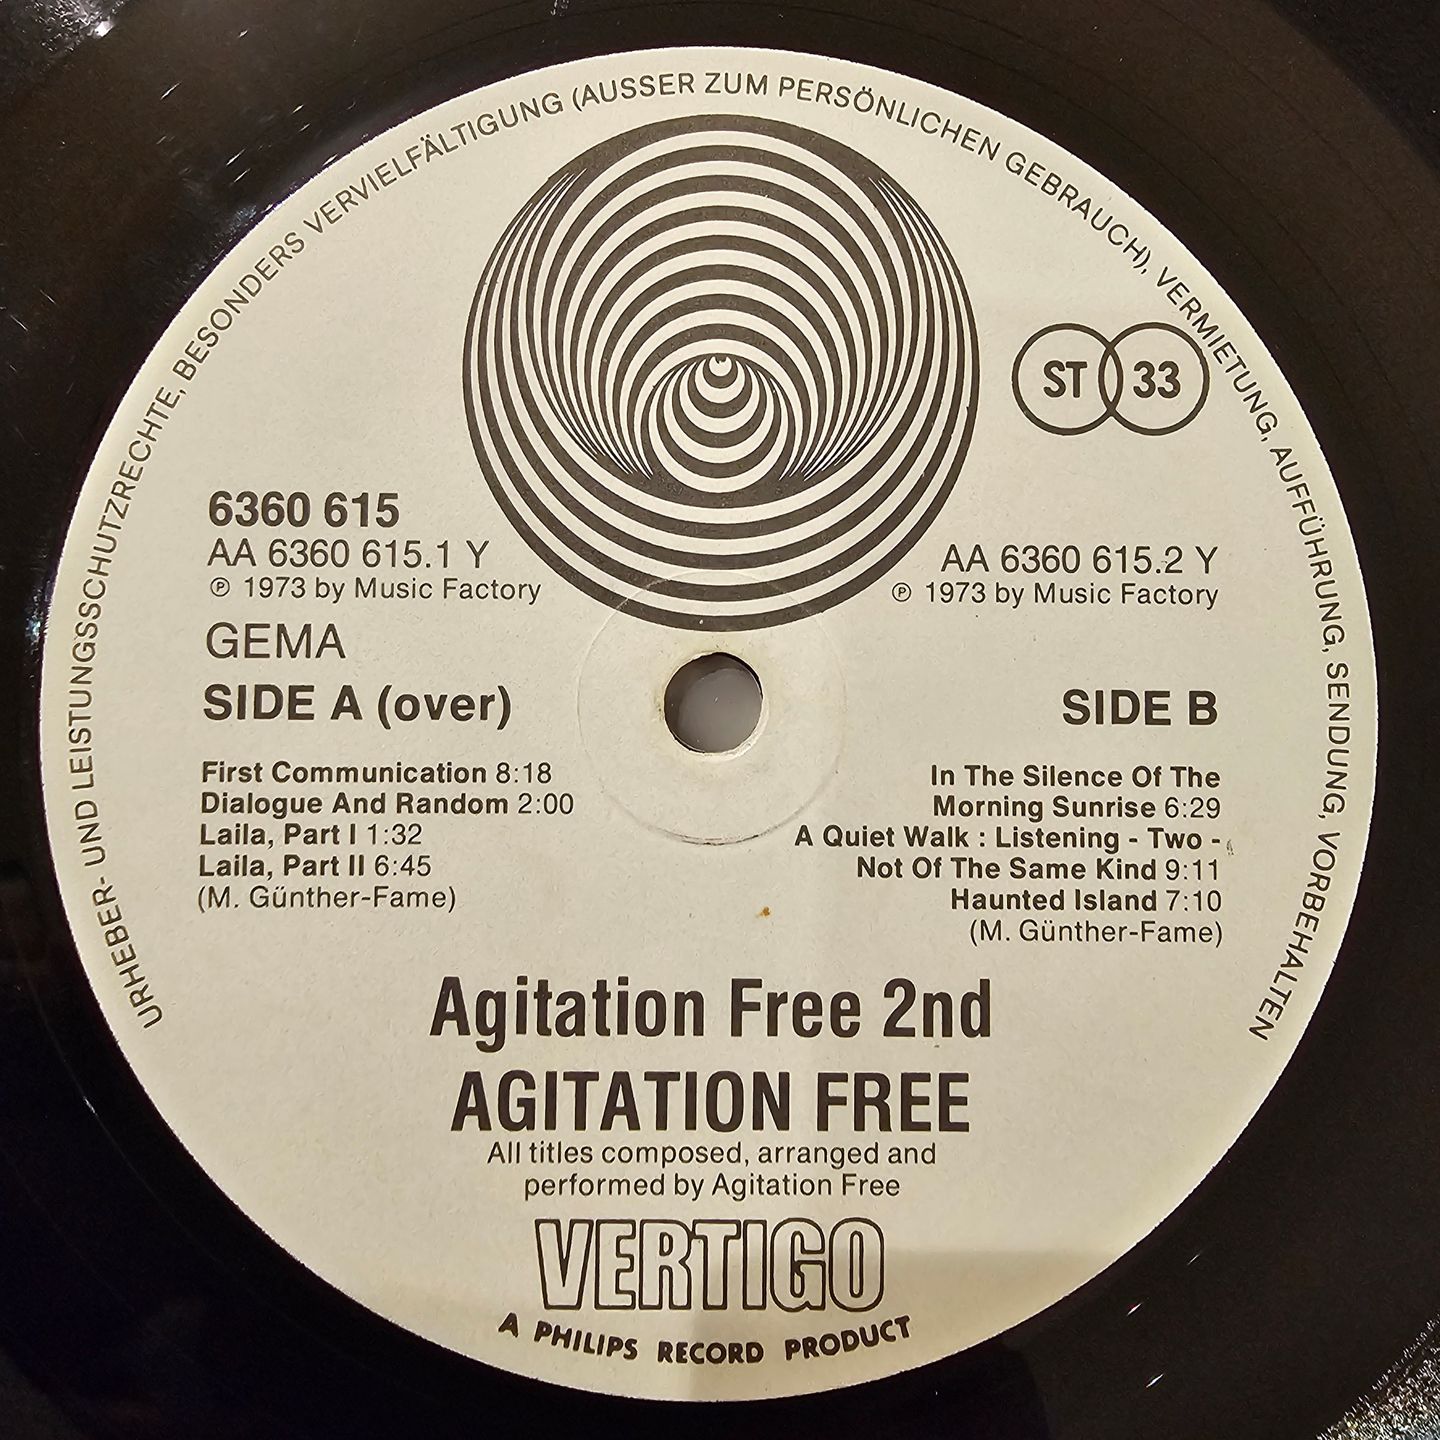 URHEBER- UND LEISTUNGSSCHUTZRECHTE, BESONDERS VERVIELFÄLTIGUNG (AUSSER ZUM PERSÖNLICHEN GEBRAUCH), VERMIETUNG, AUFFÜHRUNG, SENDUNG, VORBEHALTEN
ST 33
6360 615
AA 6360 615.1 Y
℗ 1973 by Music Factory
GEMA
SIDE A (over)
First Communication 8:18
Dialogue And Random 2:00
Laila, Part I 1:32
Laila, Part II 6:45
(M. Günther-Fame)
AA 6360 615.2 Y
℗ 1973 by Music Factory
SIDE B
In The Silence Of The
Morning Sunrise 6:29
A Quiet Walk : Listening - Two -
Not Of The Same Kind 9:11
Haunted Island 7:10
(M. Günther-Fame)
Agitation Free 2nd
AGITATION FREE
All titles composed, arranged and
performed by Agitation Free
VERTIGO
A PHILIPS RECORD PRODUCT